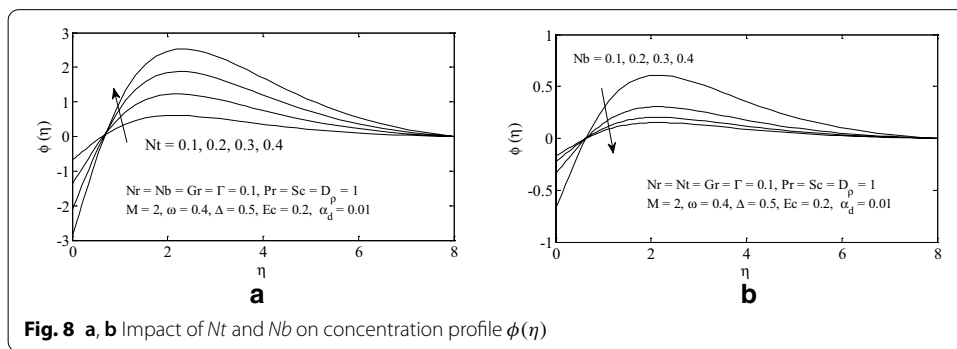 3
2
1
0
-1
-2
-3
ϕ (η)
Nt = 0.1, 0.2, 0.3, 0.4
Nr = Nb = Gr = Γ = 0.1, Pr = Sc = D_ρ = 1
M = 2, ω = 0.4, Δ = 0.5, Ec = 0.2, α_d = 0.01
0 2 4 6 8
η
a
1
0.5
0
-0.5
-1
ϕ (η)
Nb = 0.1, 0.2, 0.3, 0.4
Nr = Nt = Gr = Γ = 0.1, Pr = Sc = D_ρ = 1
M = 2, ω = 0.4, Δ = 0.5, Ec = 0.2, α_d = 0.01
0 2 4 6 8
η
b
Fig. 8 a, b Impact of Nt and Nb on concentration profile ϕ(η)